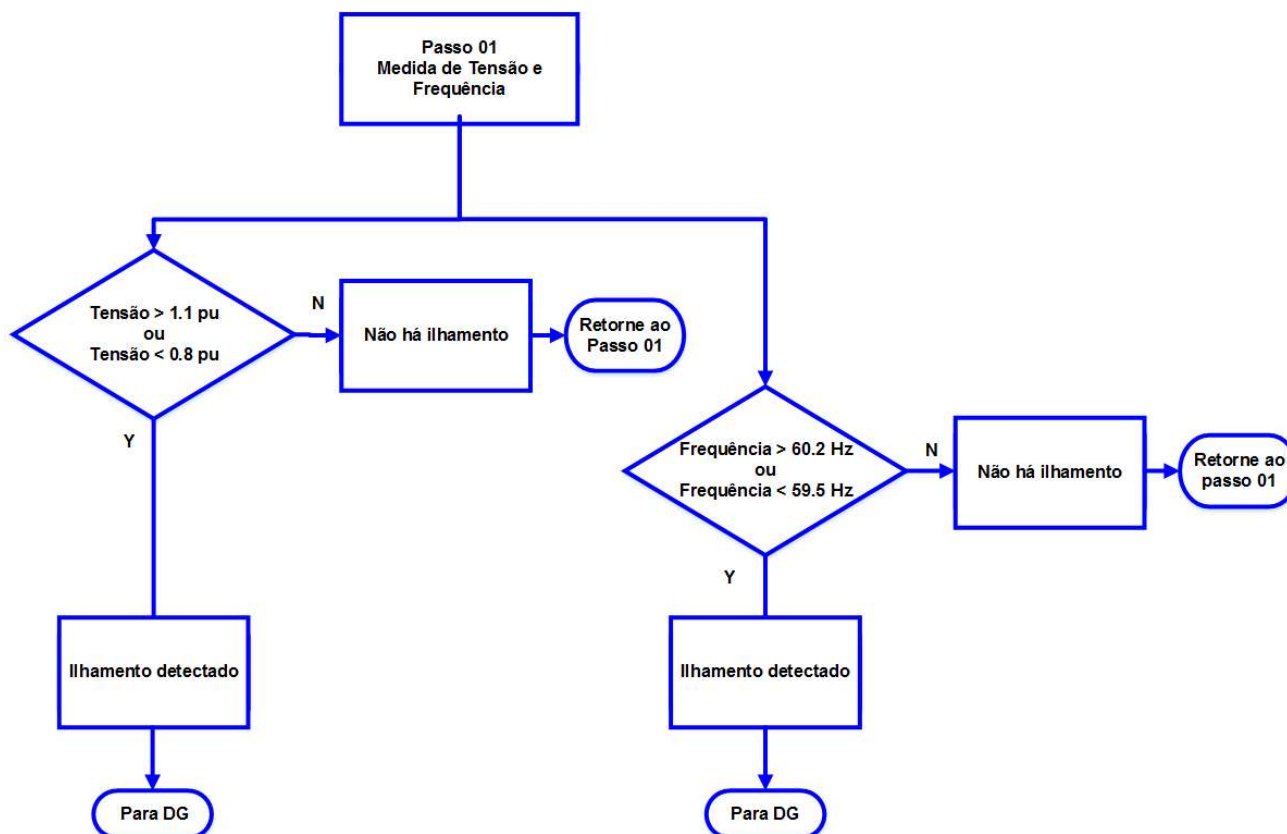 Passo 01
Medida de Tensão e
Frequência
Tensão > 1.1 pu
ou
Tensão < 0.8 pu
N
Não há ilhamento
Retorne ao
Passo 01
Y
Ilhamento detectado
Para DG
Frequência > 60.2 Hz
ou
Frequência < 59.5 Hz
N
Não há ilhamento
Retorne ao
passo 01
Y
Ilhamento detectado
Para DG